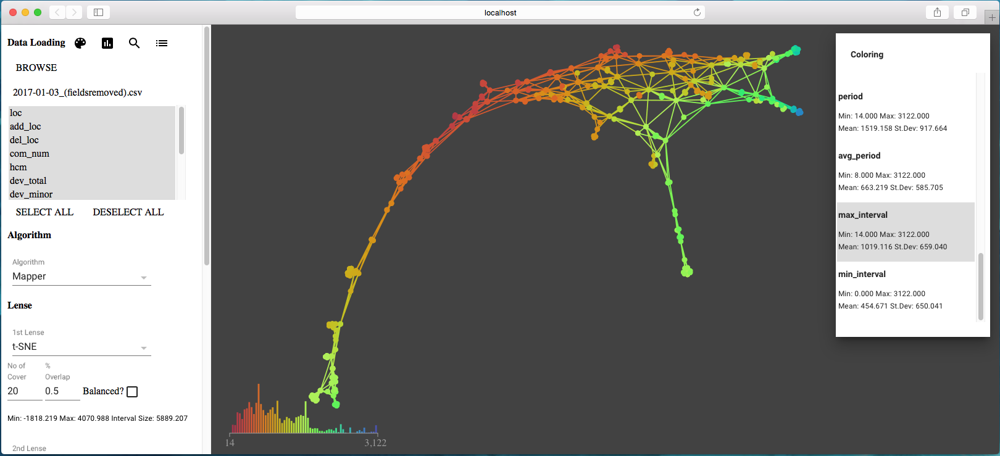 localhost
Data Loading
BROWSE
2017-01-03_(fieldsremoved).csv
loc
add_loc
del_loc
com_num
hcm
dev_total
dev_minor
SELECT ALL DESELECT ALL
Algorithm
Algorithm
Mapper
Lense
1st Lense
t-SNE
No of Cover
% Overlap
20 0.5 Balanced?
Min: -1818.219 Max: 4070.988 Interval Size: 5889.207
2nd Lense
14 3,122
Coloring
period
Min: 14.000 Max: 3122.000
Mean: 1519.158 St.Dev: 917.664
avg_period
Min: 8.000 Max: 3122.000
Mean: 663.219 St.Dev: 585.705
max_interval
Min: 14.000 Max: 3122.000
Mean: 1019.116 St.Dev: 659.040
min_interval
Min: 0.000 Max: 3122.000
Mean: 454.671 St.Dev: 650.041